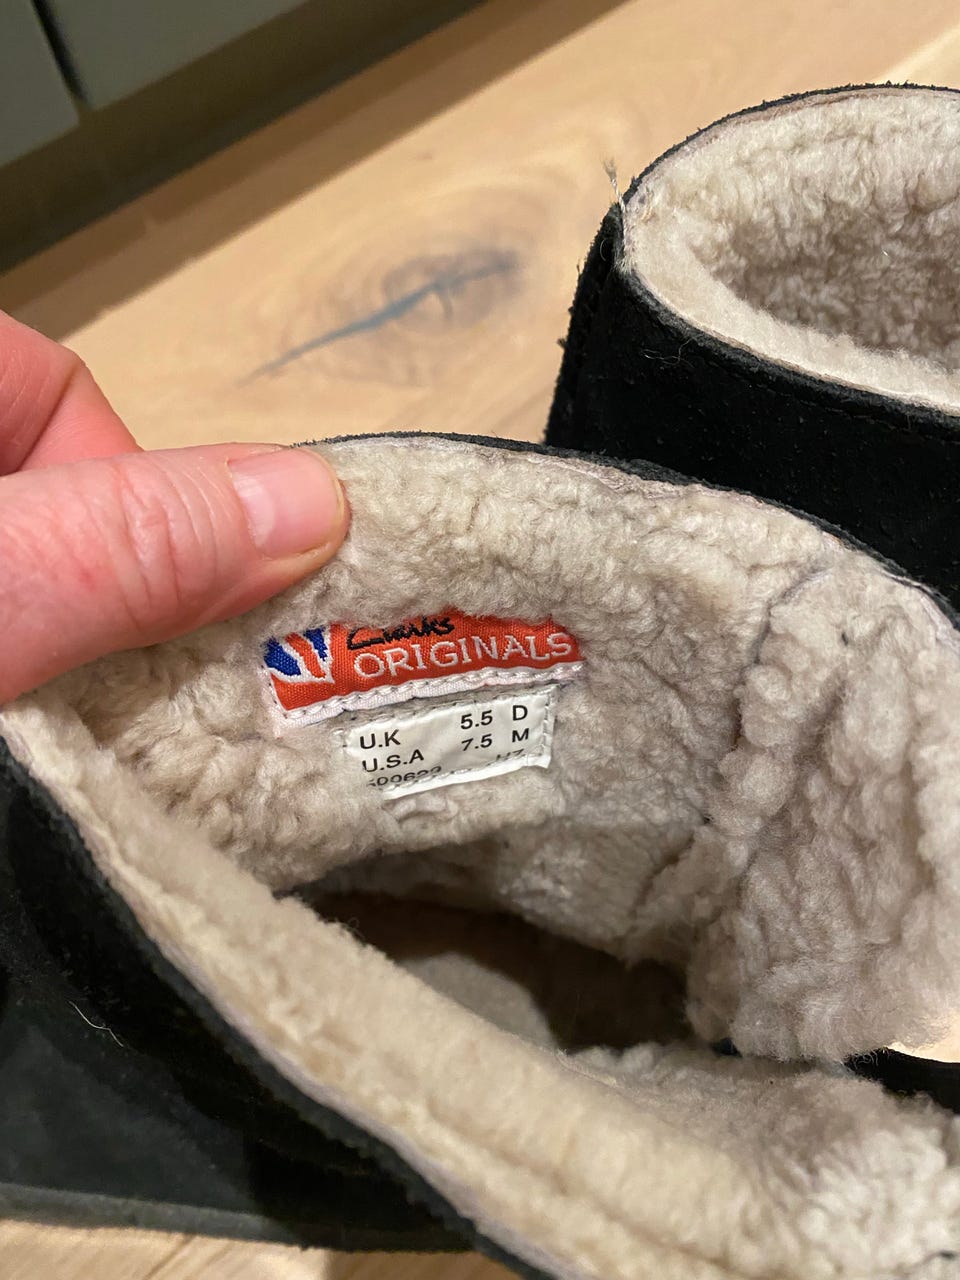 Clarks
ORIGINALS
U.K 5.5 D
U.S.A 7.5 M